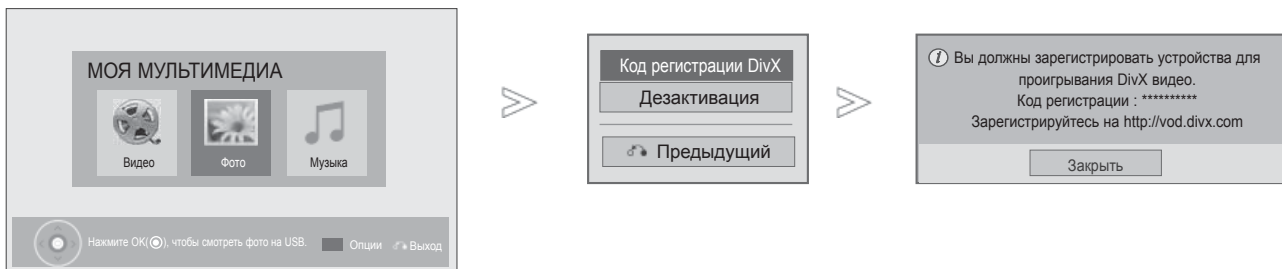 МОЯ МУЛЬТИМЕДИА
Видео
Фото
Музыка
Нажмите ОК(◉), чтобы смотреть фото на USB.
Опции
Выход
Код регистрации DivX
Дезактивация
Предыдущий
Вы должны зарегистрировать устройства для
проигрывания DivX видео.
Код регистрации : **********
Зарегистрируйтесь на http://vod.divx.com
Закрыть